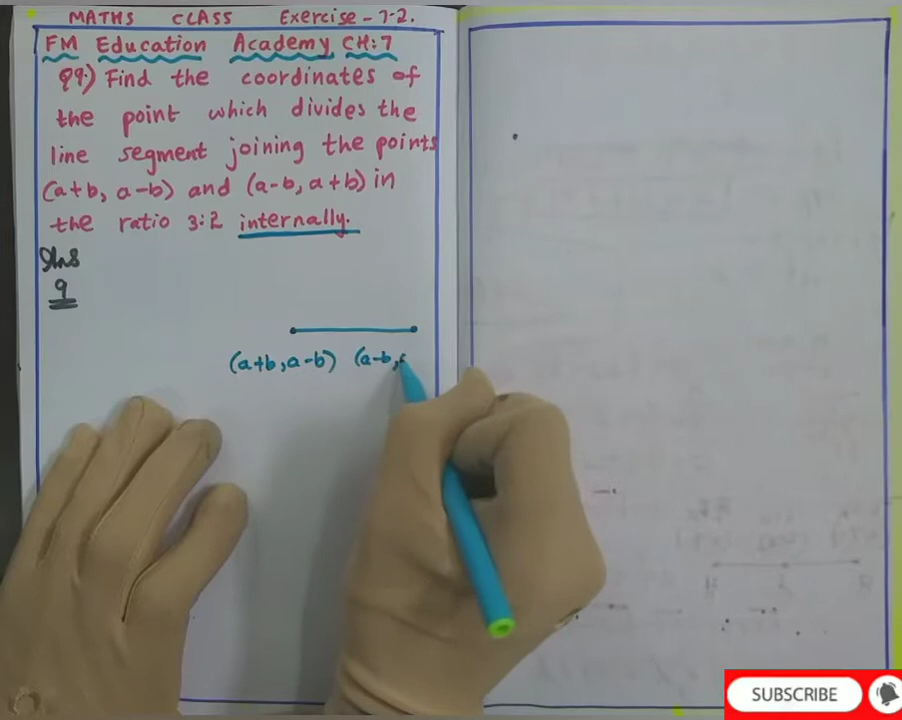 MATHS CLASS Exercise - 7.2.
FM Education Academy CH:7
Q9.) Find the coordinates of
the point which divides the
line segment joining the points
(a+b, a-b) and (a-b, a+b) in
the ratio 3:2 internally.
Ans
9
(a+b, a-b) (a-b,
SUBSCRIBE